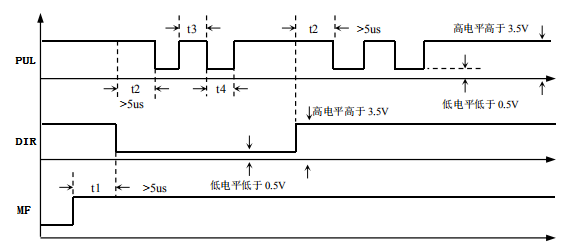 t3 t2 >5us 高电平高于 3.5V
PUL
t2 t4 低电平低于 0.5V
>5us
高电平高于 3.5V
DIR
t1 >5us 低电平低于 0.5V
MF